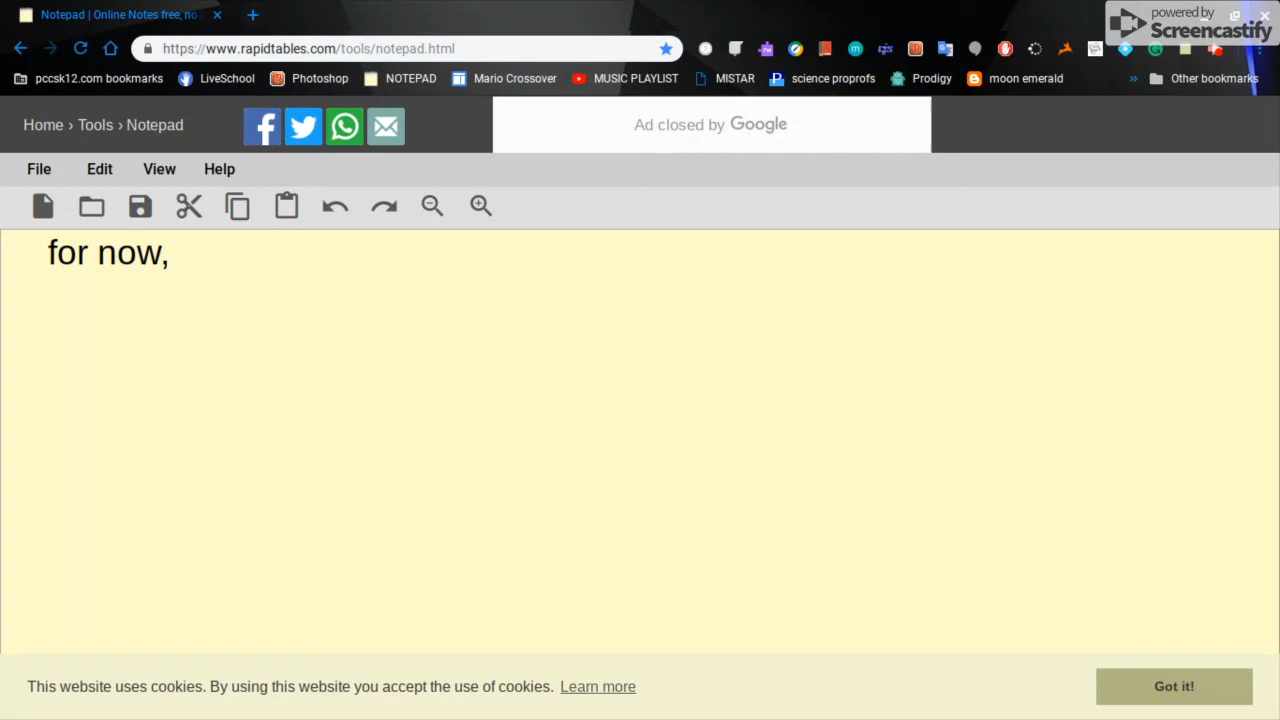 Notepad | Online Notes free, no
powered by
Screencastify
https://www.rapidtables.com/tools/notepad.html
pccsk12.com bookmarks LiveSchool Photoshop NOTEPAD Mario Crossover MUSIC PLAYLIST MISTAR science proprofs Prodigy moon emerald » Other bookmarks
Home › Tools › Notepad
Ad closed by Google
File Edit View Help
for now,
This website uses cookies. By using this website you accept the use of cookies. Learn more
Got it!